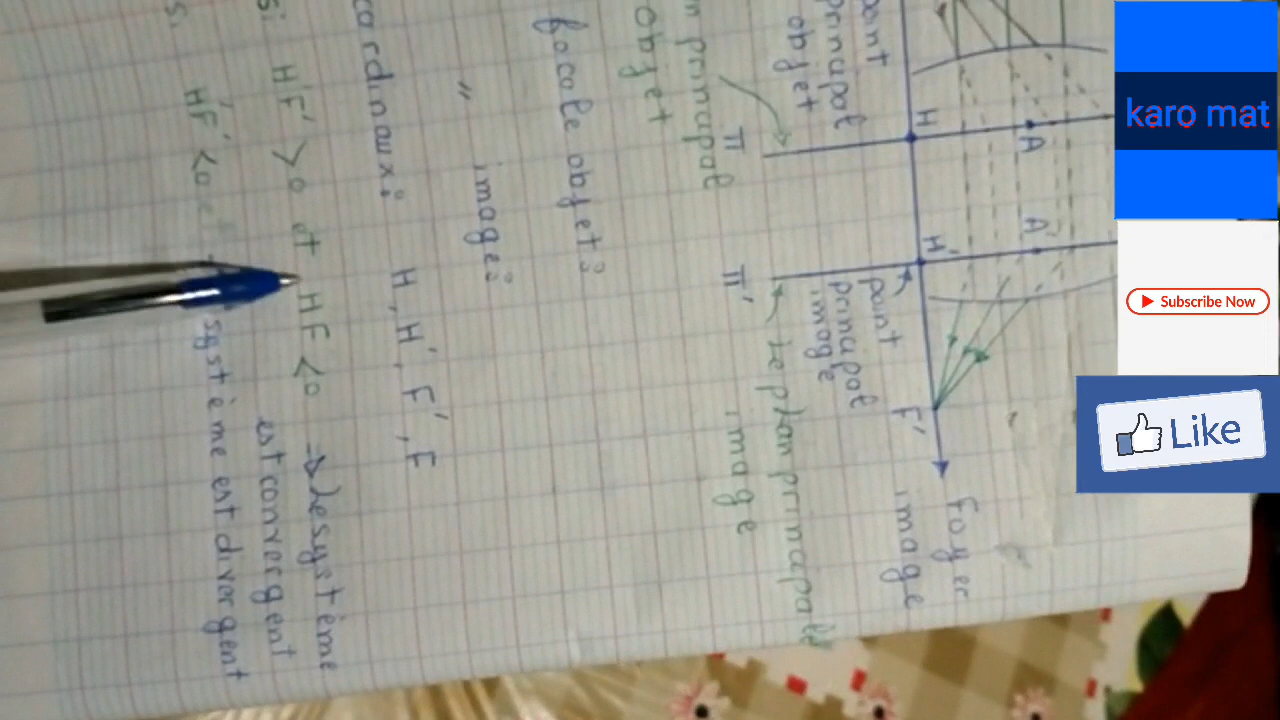 A
A'
H
H'
F'
Foyer
image
point
principal
objet
point
principal
image
π
π'
principal
objet
le plan principale
image
focale objet :
" image :
cardinaux : H, H', F', F
si H'F' > 0 et HF < 0 → Le système
est convergent
si H'F' < 0 système est divergent
karo mat
Subscribe Now
Like